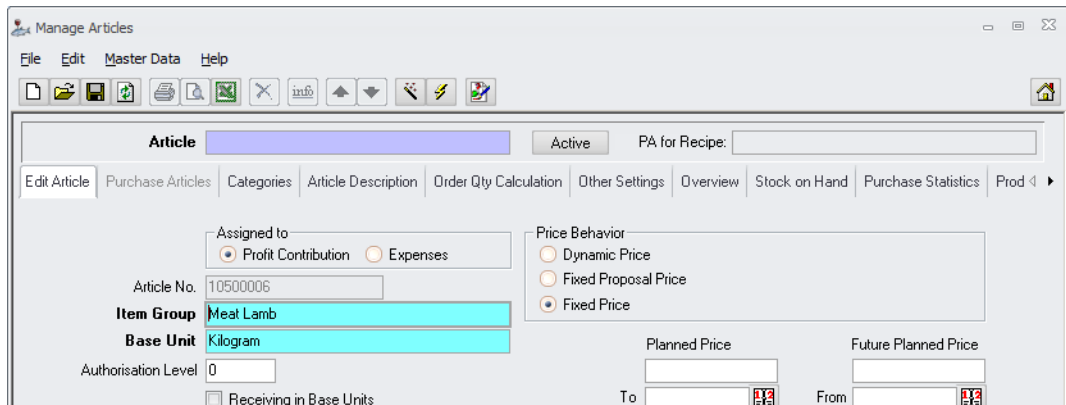 Manage Articles
File Edit Master Data Help
info
Article Active PA for Recipe:
Edit Article Purchase Articles Categories Article Description Order Qty Calculation Other Settings Overview Stock on Hand Purchase Statistics Prod
Assigned to Price Behavior
Profit Contribution Expenses Dynamic Price
Article No. 10500006 Fixed Proposal Price
Item Group Meat Lamb Fixed Price
Base Unit Kilogram Planned Price Future Planned Price
Authorisation Level 0
Receiving in Base Units To From